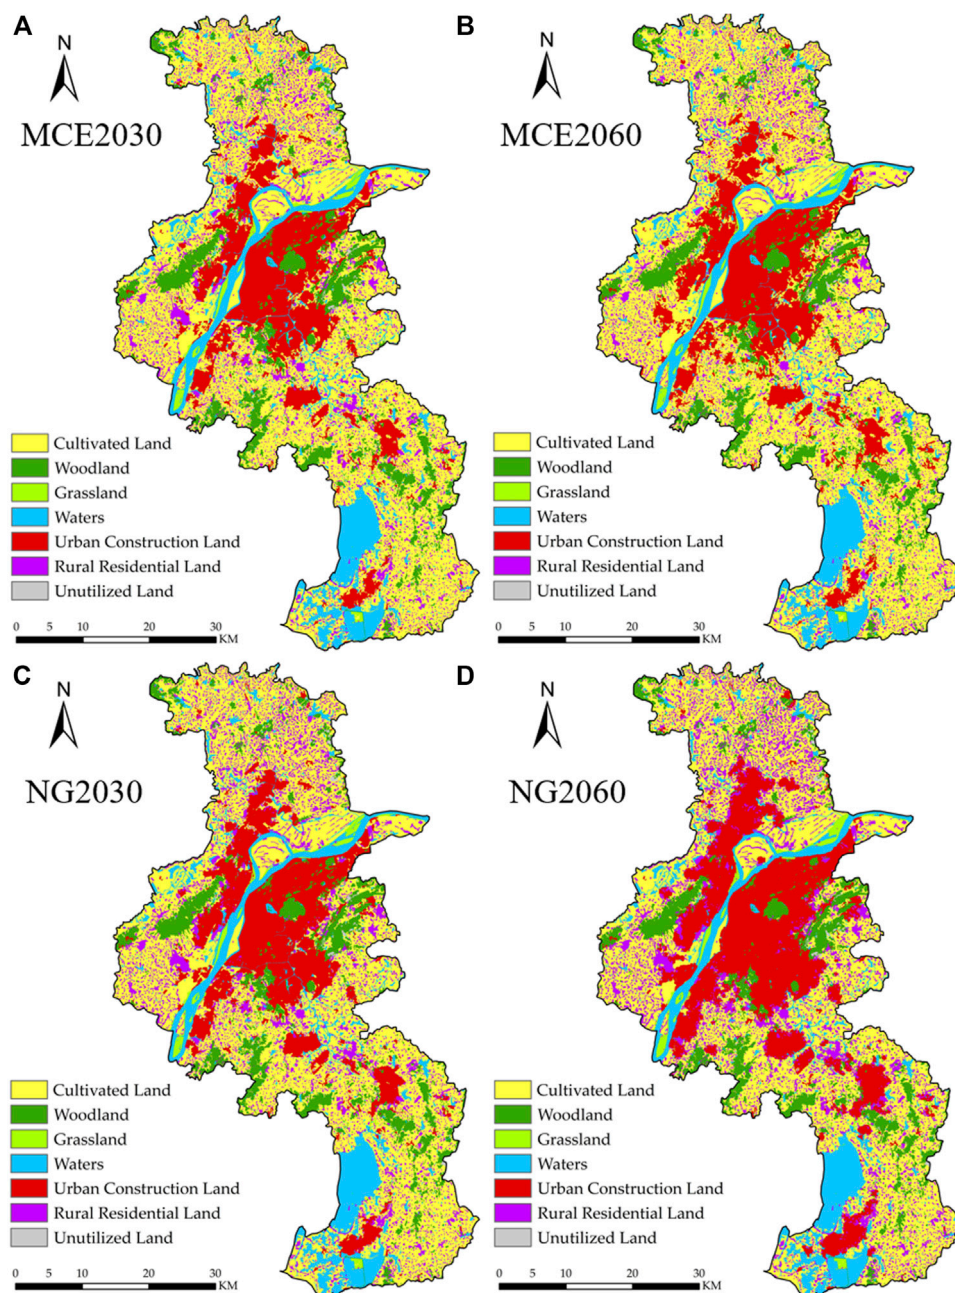 A
N
MCE2030
Cultivated Land
Woodland
Grassland
Waters
Urban Construction Land
Rural Residential Land
Unutilized Land
0 10 20 30
KM
B
N
MCE2060
Cultivated Land
Woodland
Grassland
Waters
Urban Construction Land
Rural Residential Land
Unutilized Land
0 10 20 30
KM
C
N
NG2030
Cultivated Land
Woodland
Grassland
Waters
Urban Construction Land
Rural Residential Land
Unutilized Land
0 10 20 30
KM
D
N
NG2060
Cultivated Land
Woodland
Grassland
Waters
Urban Construction Land
Rural Residential Land
Unutilized Land
0 10 20 30
KM